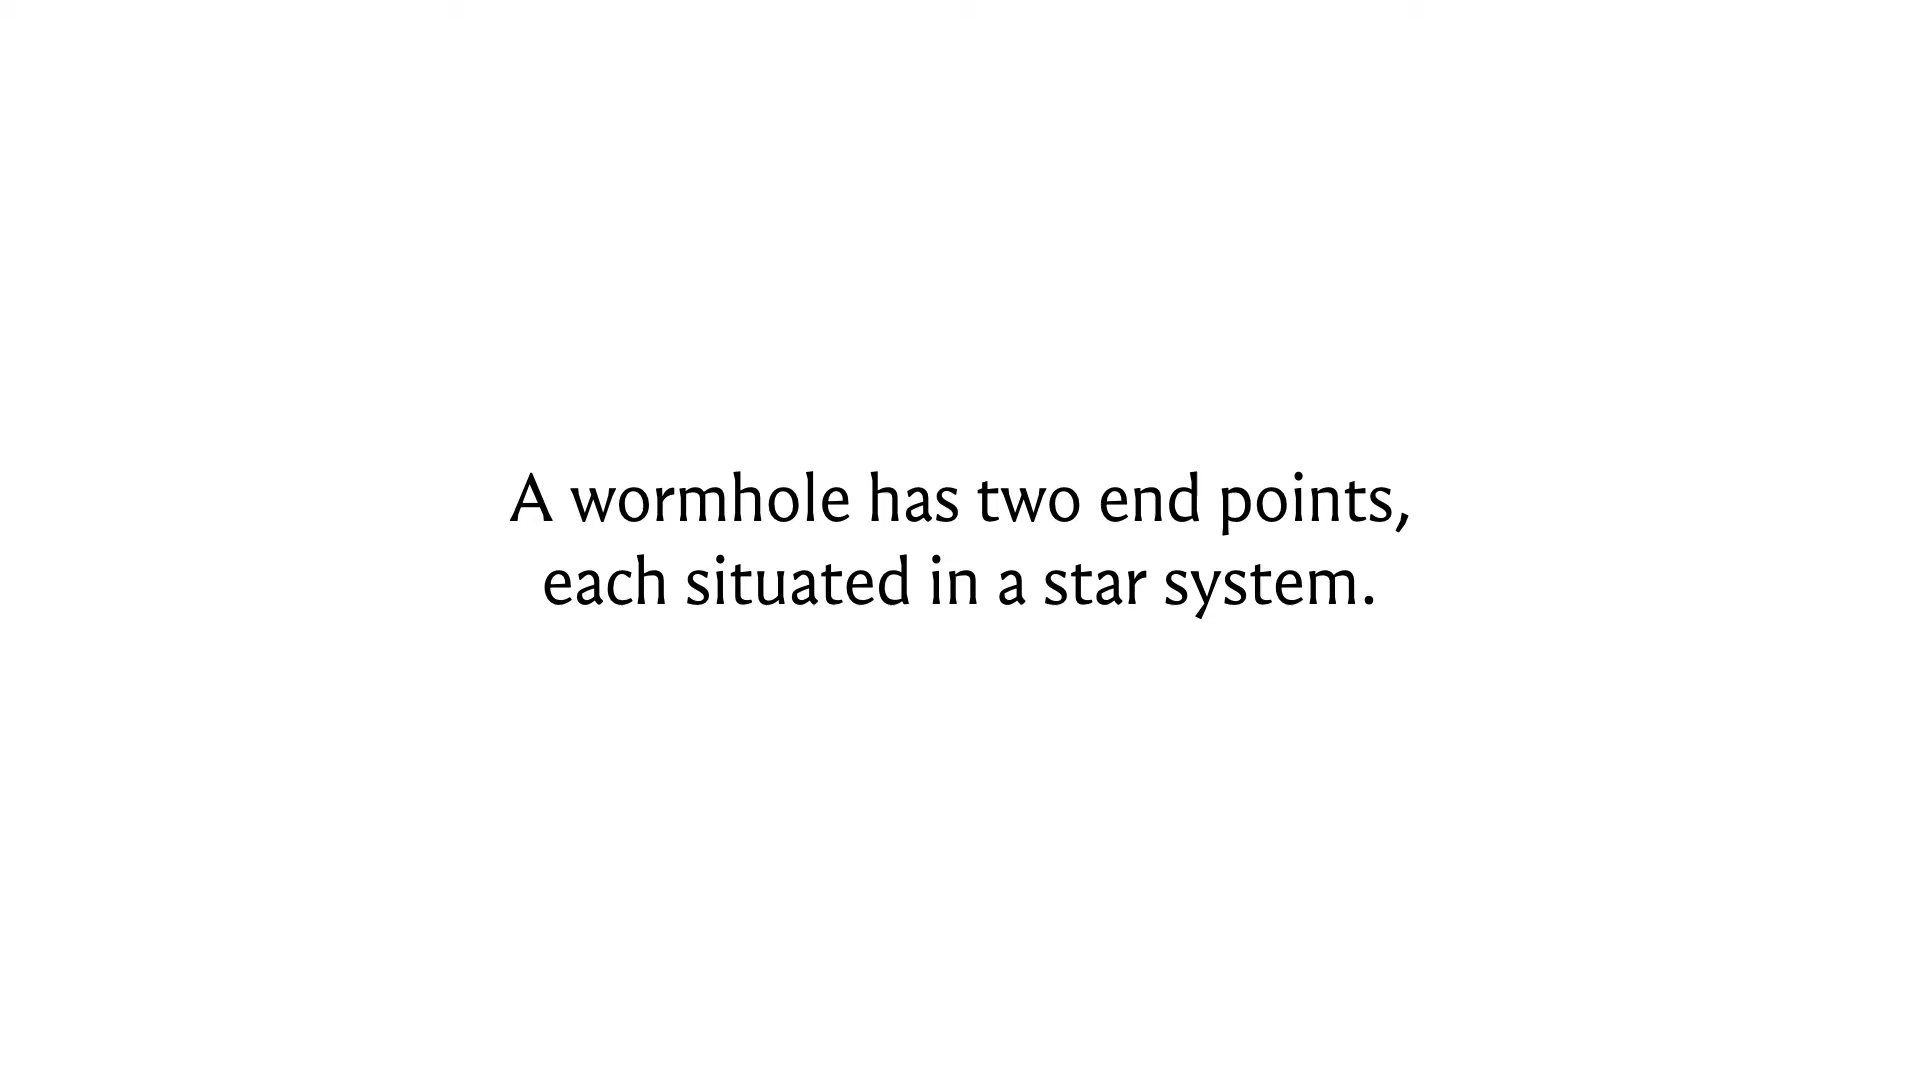 A wormhole has two end points,
each situated in a star system.